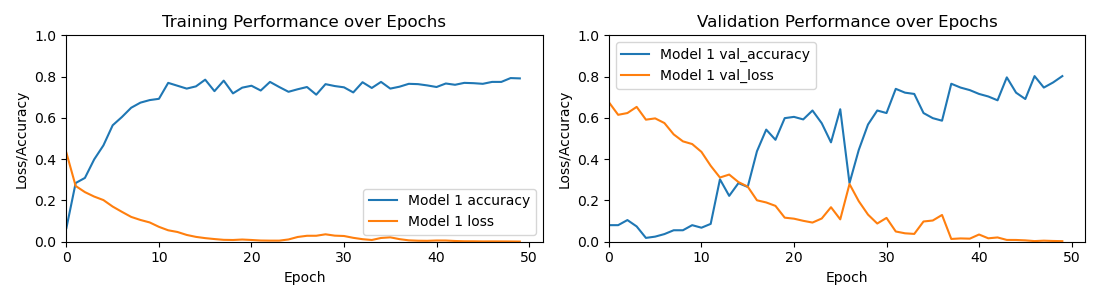 Training Performance over Epochs
Loss/Accuracy
1.0
0.8
0.6
0.4
0.2
0.0
Model 1 accuracy
Model 1 loss
0 10 20 30 40 50
Epoch
Validation Performance over Epochs
Loss/Accuracy
1.0
0.8
0.6
0.4
0.2
0.0
Model 1 val_accuracy
Model 1 val_loss
0 10 20 30 40 50
Epoch